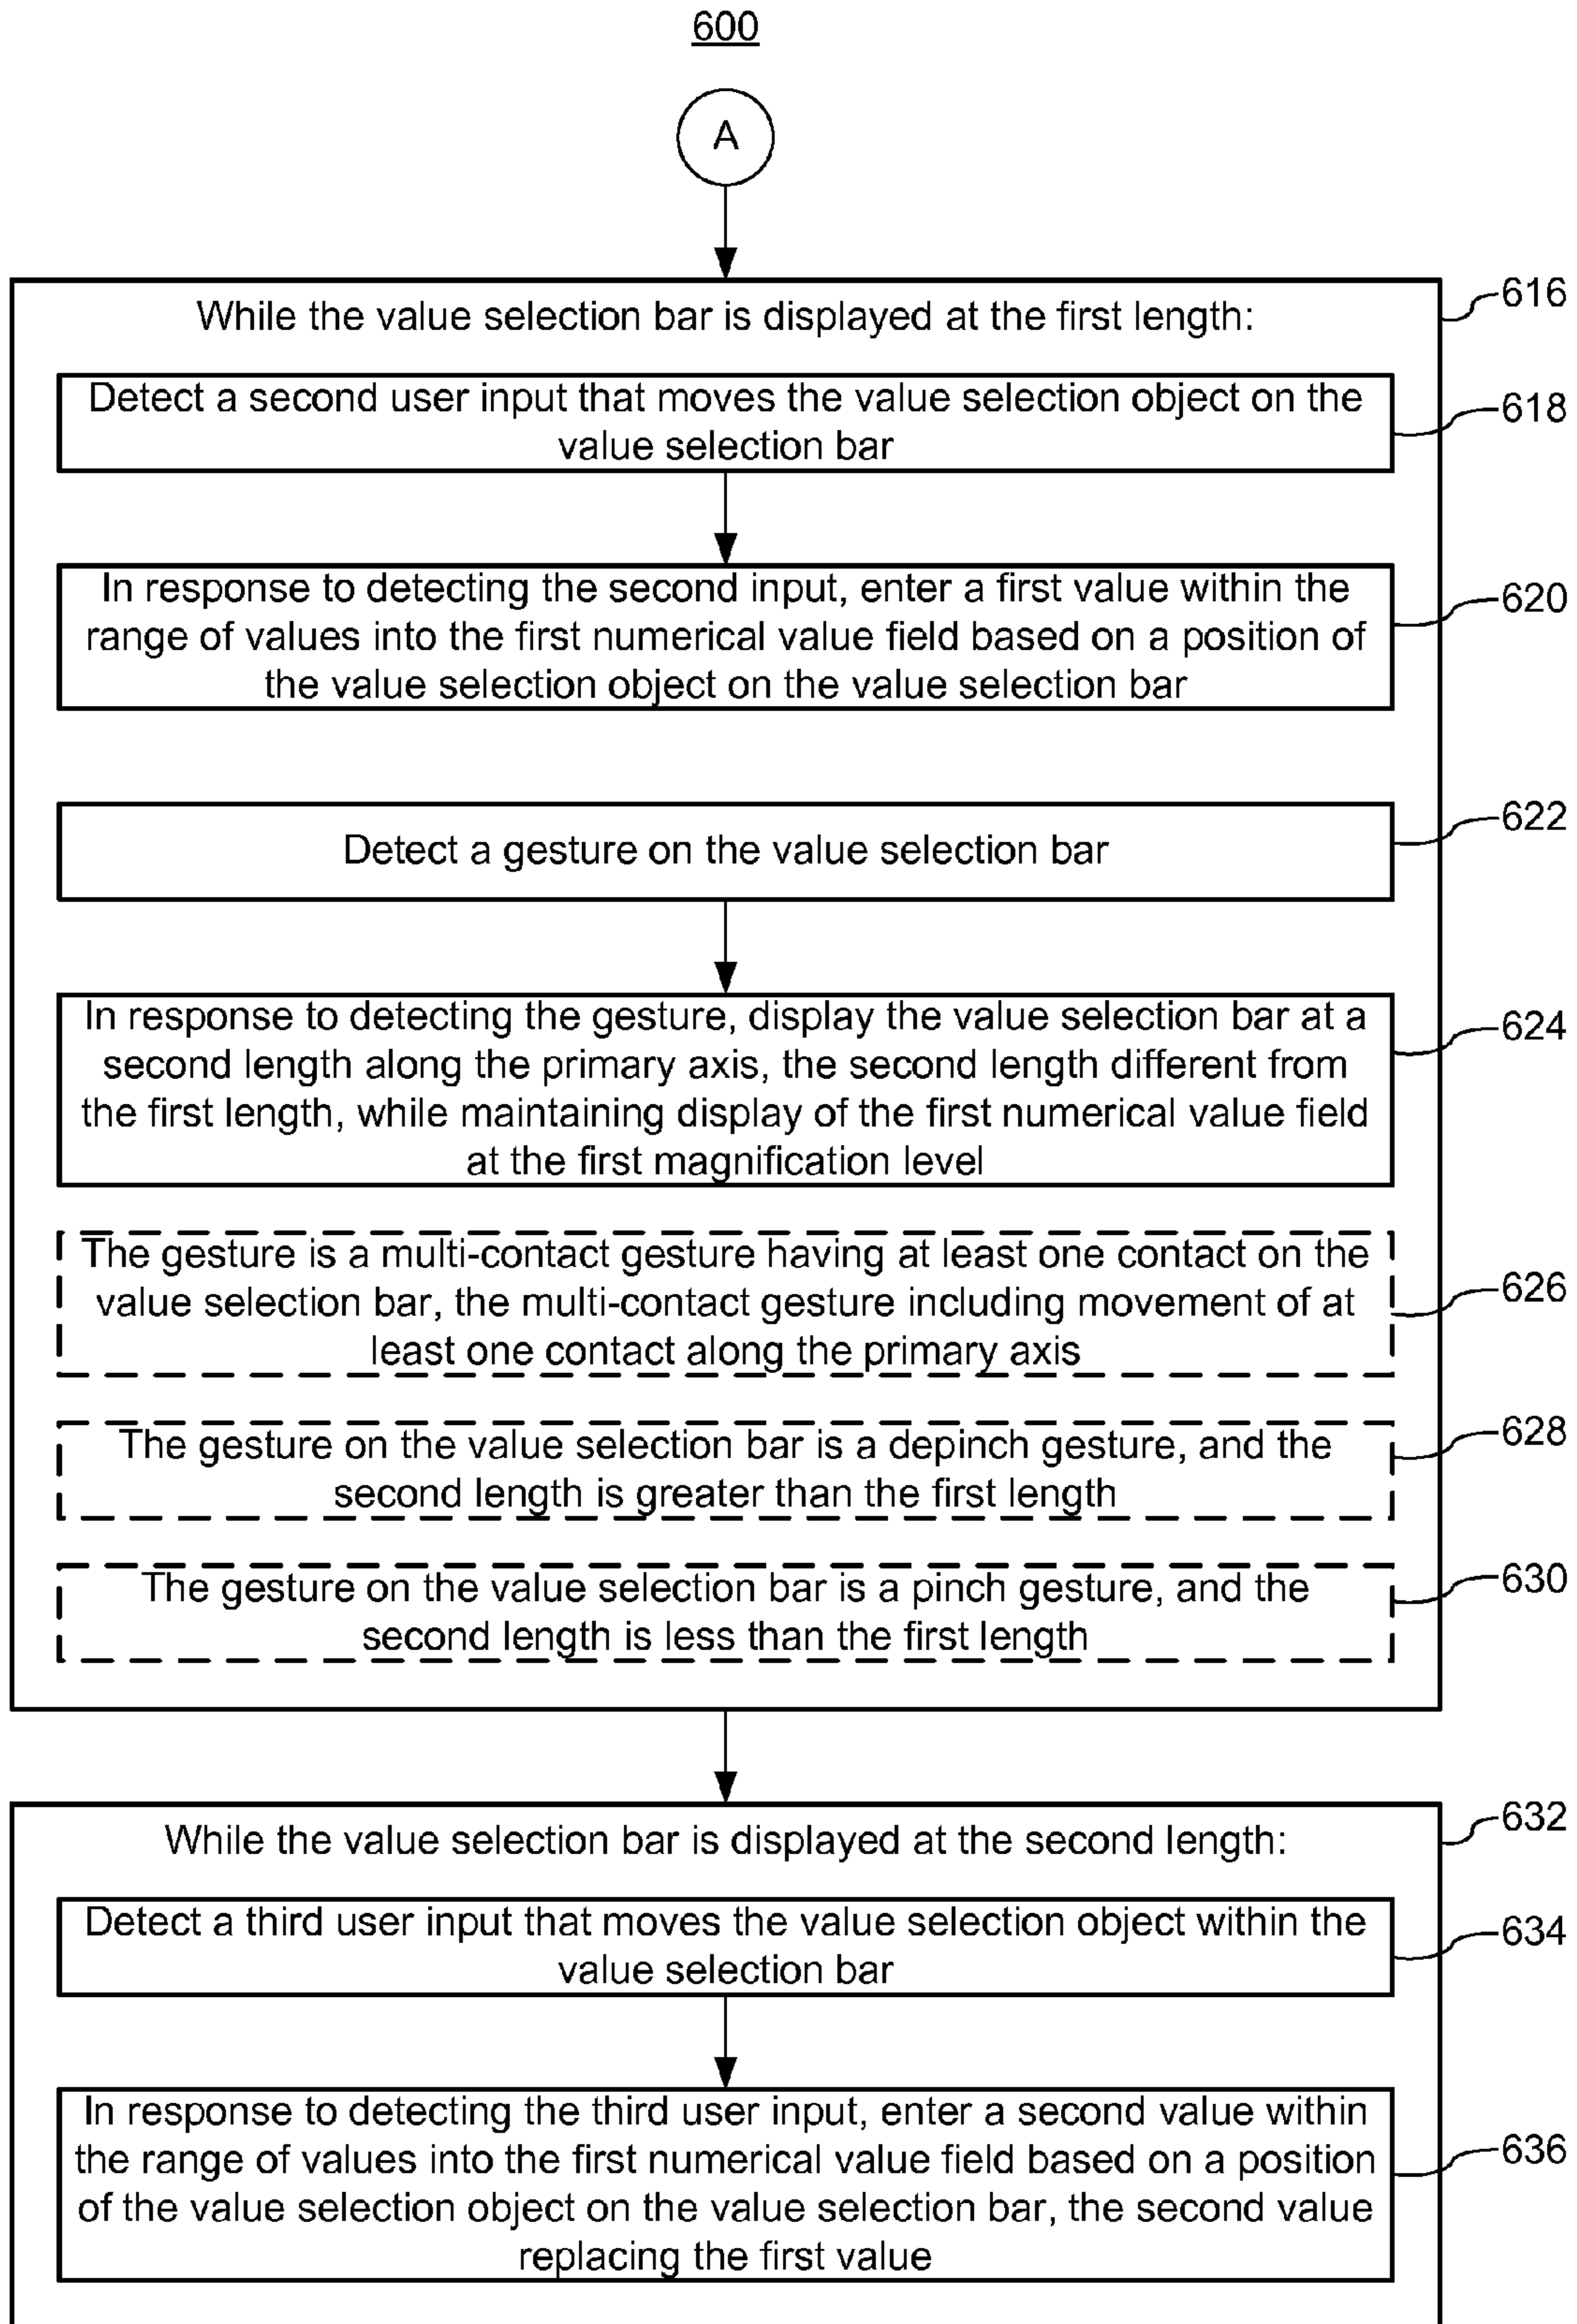 600
A
While the value selection bar is displayed at the first length:
616
Detect a second user input that moves the value selection object on the
value selection bar
618
In response to detecting the second input, enter a first value within the
range of values into the first numerical value field based on a position of
the value selection object on the value selection bar
620
Detect a gesture on the value selection bar
622
In response to detecting the gesture, display the value selection bar at a
second length along the primary axis, the second length different from
the first length, while maintaining display of the first numerical value field
at the first magnification level
624
The gesture is a multi-contact gesture having at least one contact on the
value selection bar, the multi-contact gesture including movement of at
least one contact along the primary axis
626
The gesture on the value selection bar is a depinch gesture, and the
second length is greater than the first length
628
The gesture on the value selection bar is a pinch gesture, and the
second length is less than the first length
630
While the value selection bar is displayed at the second length:
632
Detect a third user input that moves the value selection object within the
value selection bar
634
In response to detecting the third user input, enter a second value within
the range of values into the first numerical value field based on a position
of the value selection object on the value selection bar, the second value
replacing the first value
636